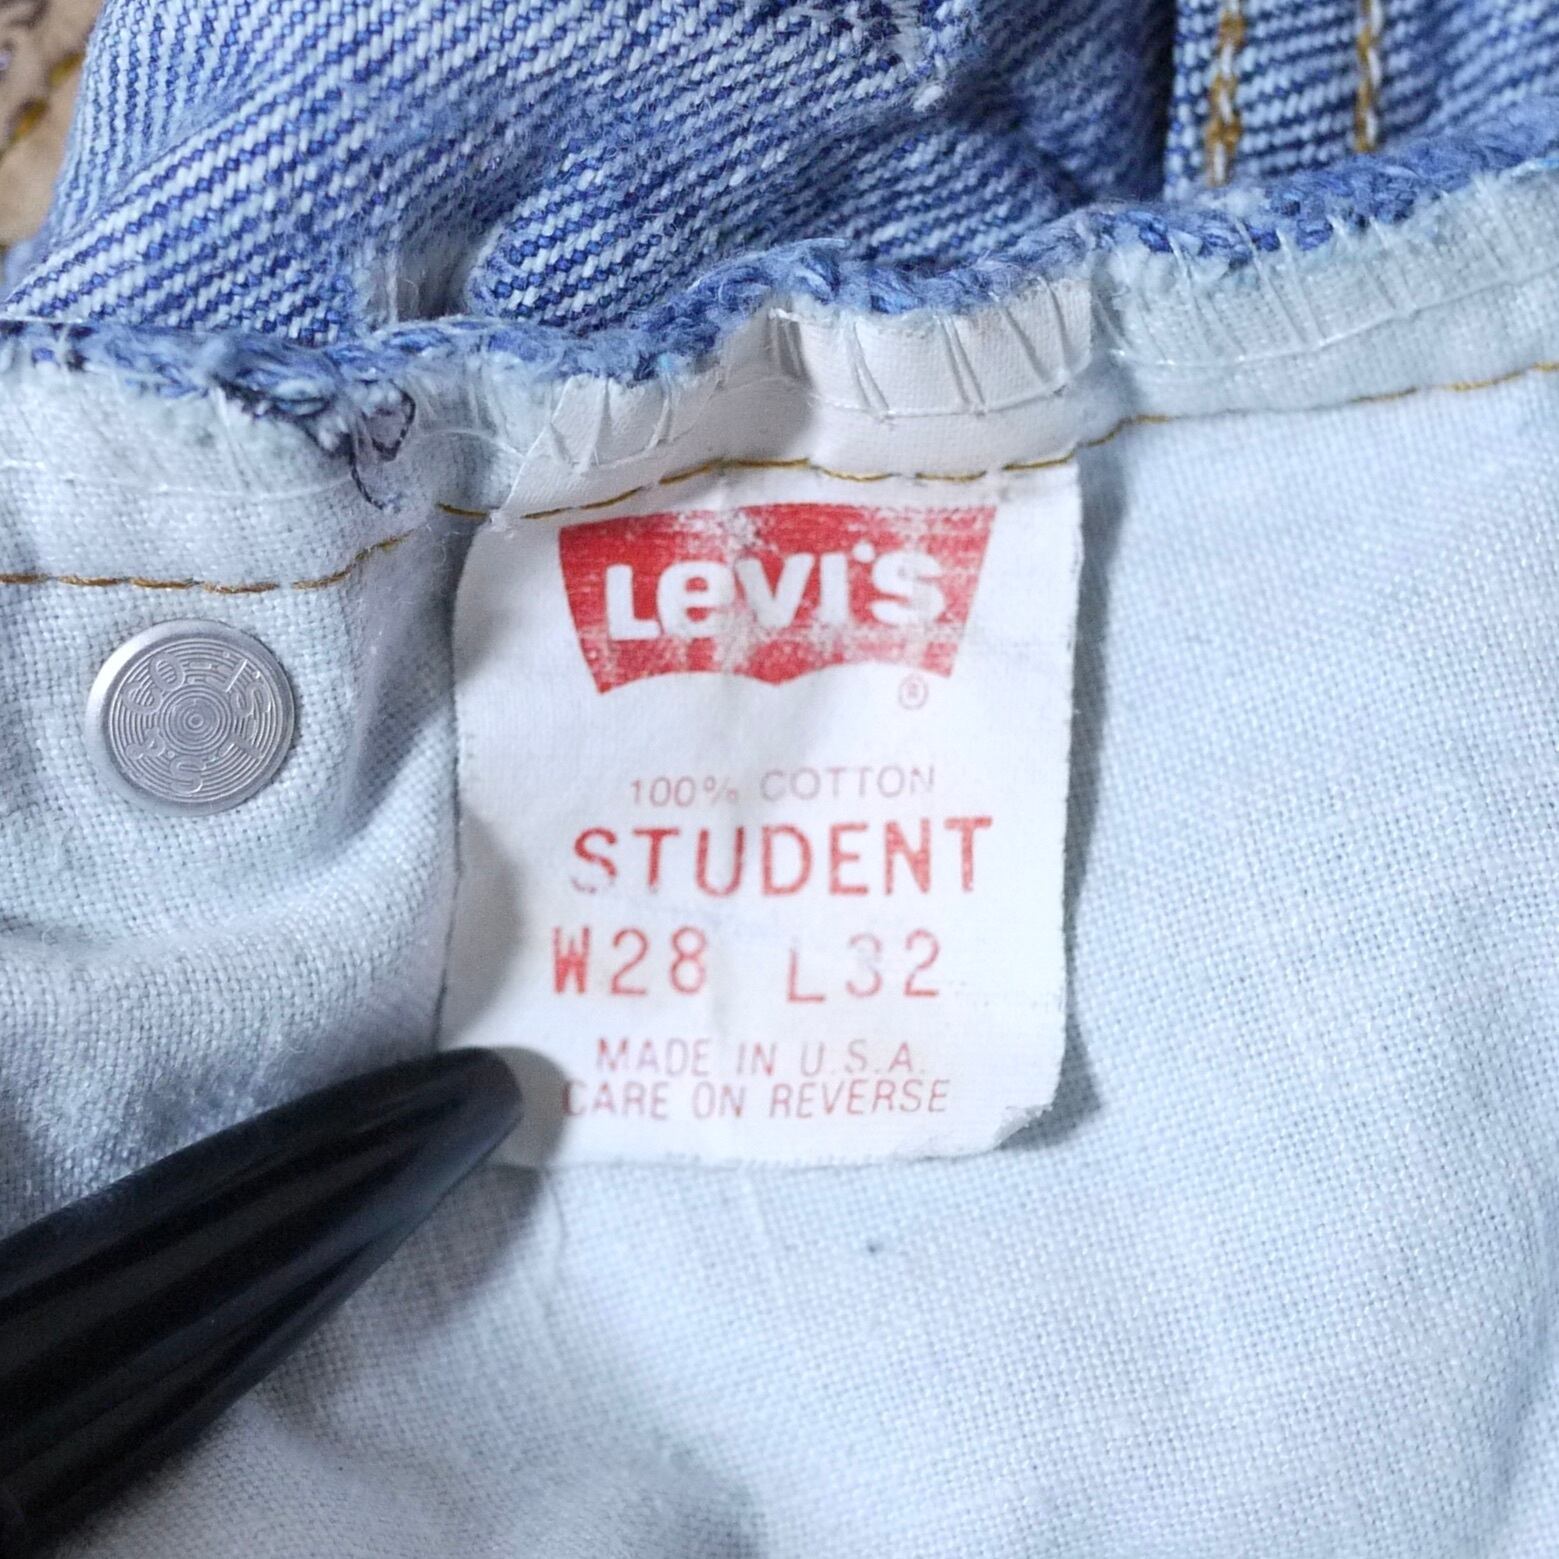 LEVI'S
®
100% COTTON
STUDENT
W28 L32
MADE IN U.S.A.
CARE ON REVERSE